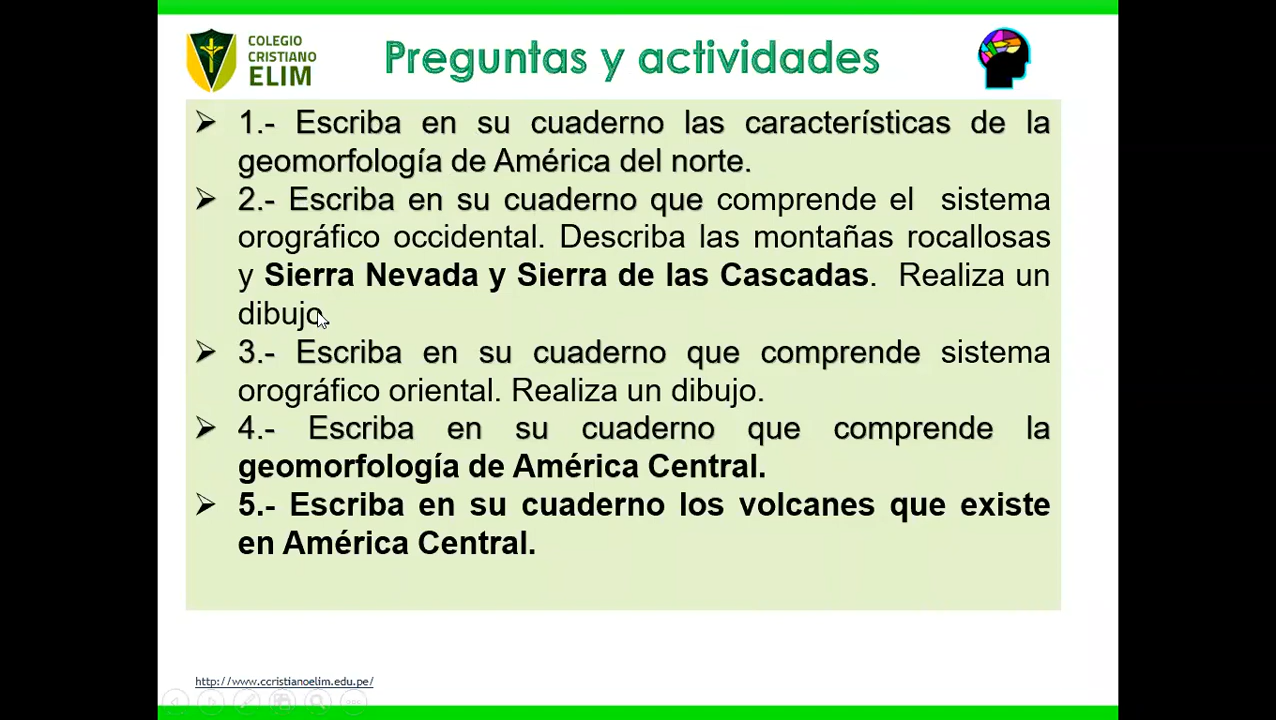 COLEGIO
CRISTIANO
ELIM
Preguntas y actividades
➢ 1.- Escriba en su cuaderno las características de la
geomorfología de América del norte.
➢ 2.- Escriba en su cuaderno que comprende el sistema
orográfico occidental. Describa las montañas rocallosas
y Sierra Nevada y Sierra de las Cascadas. Realiza un
dibujo.
➢ 3.- Escriba en su cuaderno que comprende sistema
orográfico oriental. Realiza un dibujo.
➢ 4.- Escriba en su cuaderno que comprende la
geomorfología de América Central.
➢ 5.- Escriba en su cuaderno los volcanes que existe
en América Central.
http://www.ccristianoelim.edu.pe/